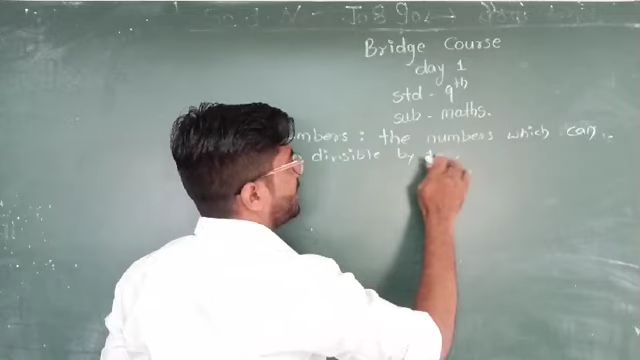 Bridge Course
day 1
std - 9th
sub - maths.
mbers : the numbers which can
divisible by